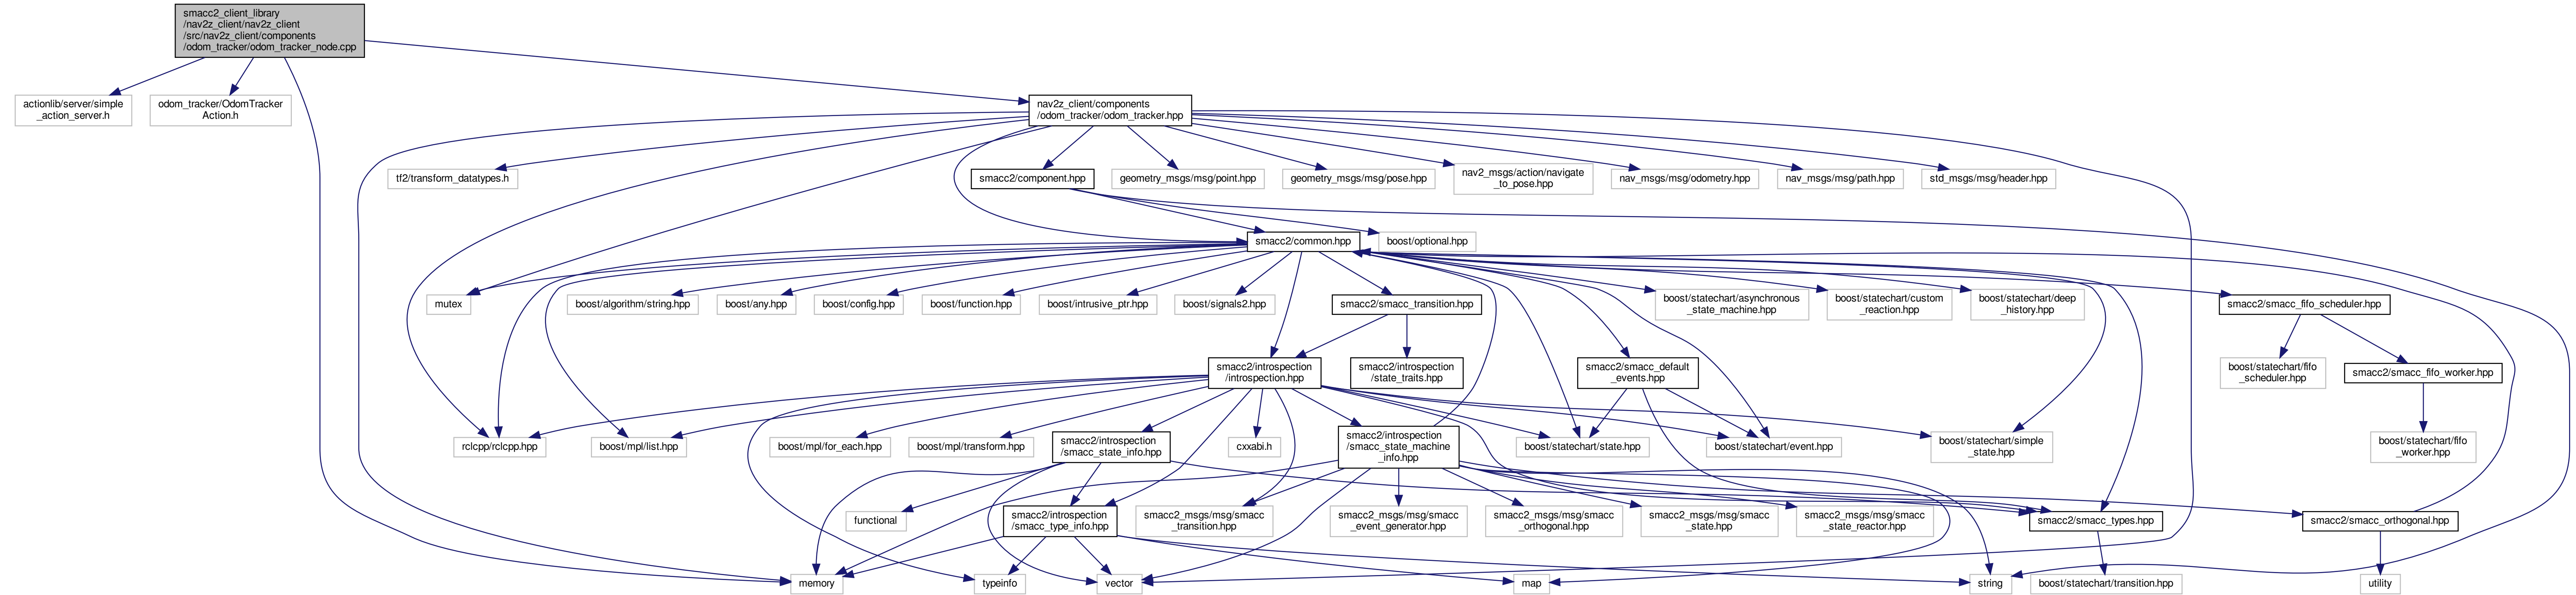 smacc2_client_library
/nav2z_client/nav2z_client
/src/nav2z_client/components
/odom_tracker/odom_tracker_node.cpp
actionlib/server/simple
_action_server.h
odom_tracker/OdomTracker
Action.h
nav2z_client/components
/odom_tracker/odom_tracker.hpp
tf2/transform_datatypes.h
smacc2/component.hpp
geometry_msgs/msg/point.hpp
geometry_msgs/msg/pose.hpp
nav2_msgs/action/navigate
_to_pose.hpp
nav_msgs/msg/odometry.hpp
nav_msgs/msg/path.hpp
std_msgs/msg/header.hpp
smacc2/common.hpp
boost/optional.hpp
mutex
boost/algorithm/string.hpp
boost/any.hpp
boost/config.hpp
boost/function.hpp
boost/intrusive_ptr.hpp
boost/signals2.hpp
smacc2/smacc_transition.hpp
boost/statechart/asynchronous
_state_machine.hpp
boost/statechart/custom
_reaction.hpp
boost/statechart/deep
_history.hpp
smacc2/smacc_fifo_scheduler.hpp
smacc2/introspection
/introspection.hpp
smacc2/introspection
/state_traits.hpp
smacc2/smacc_default
_events.hpp
boost/statechart/fifo
_scheduler.hpp
smacc2/smacc_fifo_worker.hpp
rclcpp/rclcpp.hpp
boost/mpl/list.hpp
boost/mpl/for_each.hpp
boost/mpl/transform.hpp
smacc2/introspection
/smacc_state_info.hpp
cxxabi.h
smacc2/introspection
/smacc_state_machine
_info.hpp
boost/statechart/state.hpp
boost/statechart/event.hpp
boost/statechart/simple
_state.hpp
boost/statechart/fifo
_worker.hpp
functional
smacc2/introspection
/smacc_type_info.hpp
smacc2_msgs/msg/smacc
_transition.hpp
smacc2_msgs/msg/smacc
_event_generator.hpp
smacc2_msgs/msg/smacc
_orthogonal.hpp
smacc2_msgs/msg/smacc
_state.hpp
smacc2_msgs/msg/smacc
_state_reactor.hpp
smacc2/smacc_types.hpp
smacc2/smacc_orthogonal.hpp
memory
typeinfo
vector
map
string
boost/statechart/transition.hpp
utility